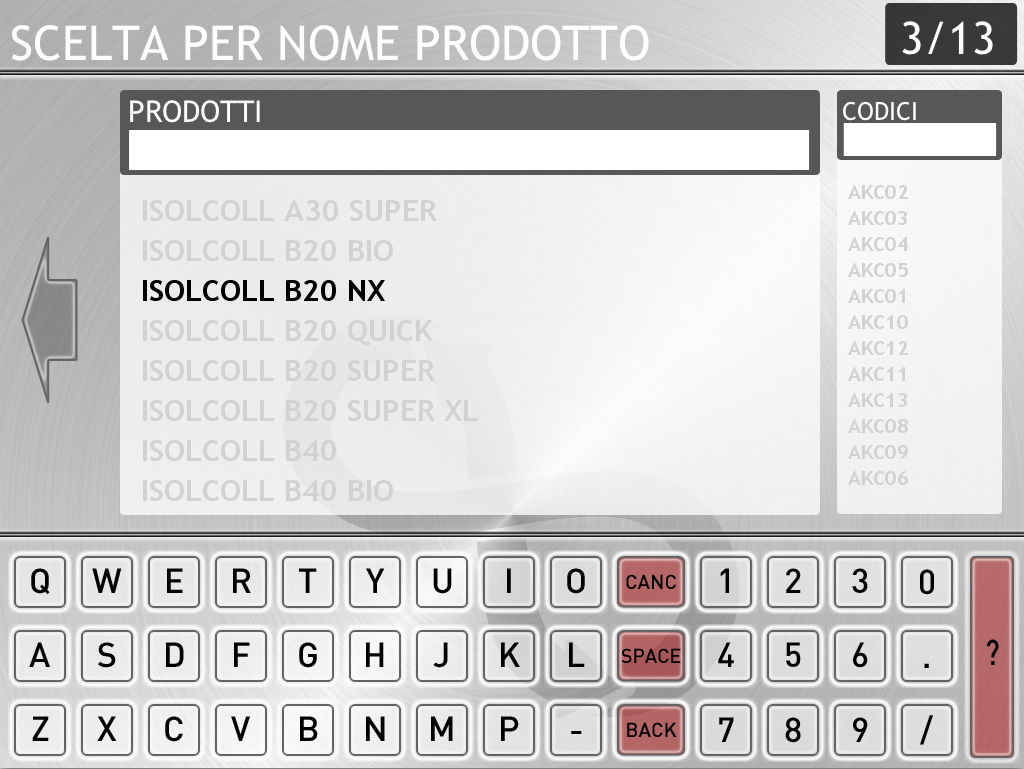 SCELTA PER NOME PRODOTTO
3/13
PRODOTTI
ISOLCOLL A30 SUPER
ISOLCOLL B20 BIO
ISOLCOLL B20 NX
ISOLCOLL B20 QUICK
ISOLCOLL B20 SUPER
ISOLCOLL B20 SUPER XL
ISOLCOLL B40
ISOLCOLL B40 BIO
CODICI
AKC02
AKC03
AKC04
AKC05
AKC01
AKC10
AKC12
AKC11
AKC13
AKC08
AKC09
AKC06
Q W E R T Y U I O CANC 1 2 3 0
A S D F G H J K L SPACE 4 5 6 . ?
Z X C V B N M P - BACK 7 8 9 /